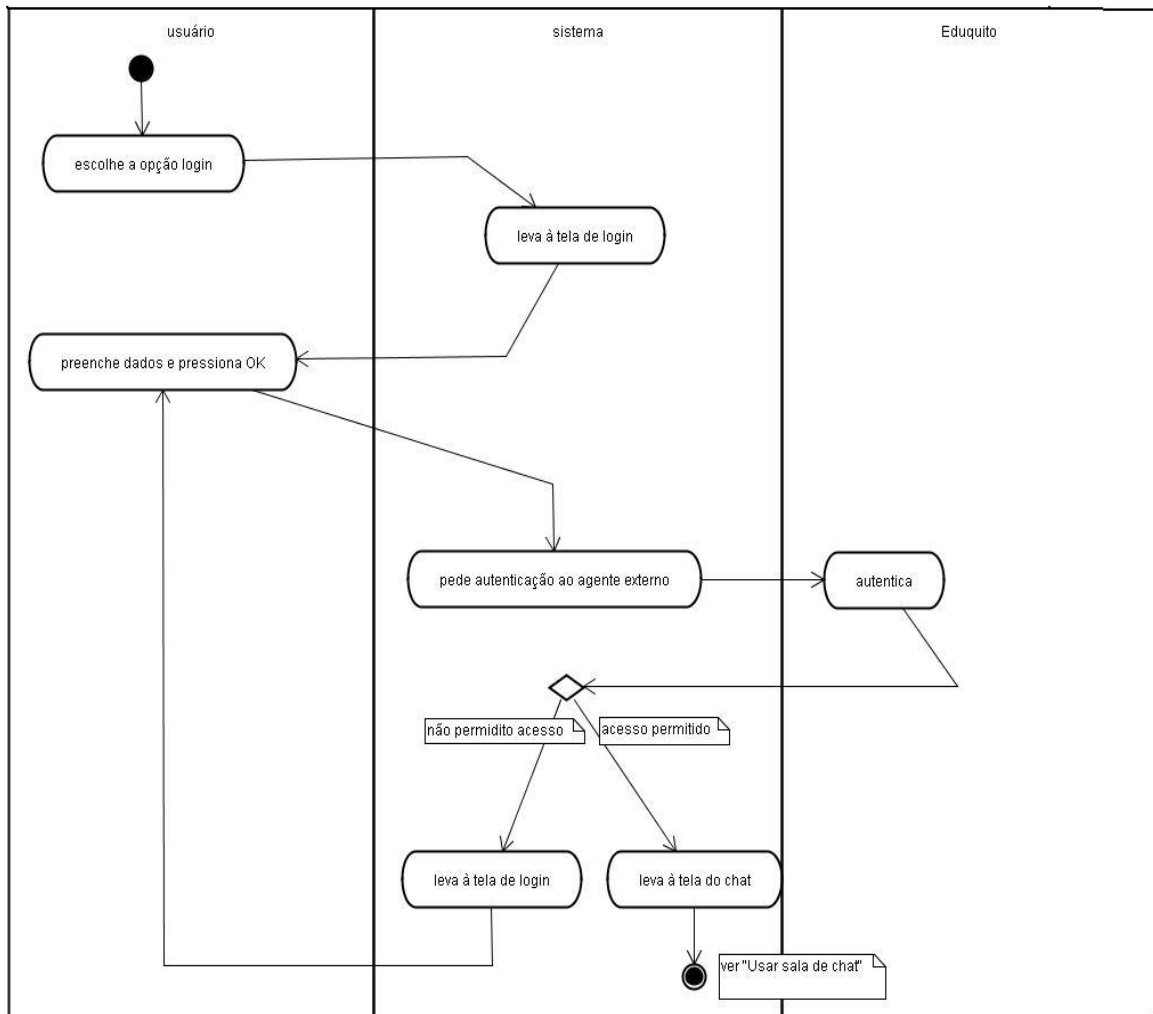 usuário
sistema
Eduquito
escolhe a opção login
leva à tela de login
preenche dados e pressiona OK
pede autenticação ao agente externo
autentica
não permidito acesso
acesso permitido
leva à tela de login
leva à tela do chat
ver "Usar sala de chat"